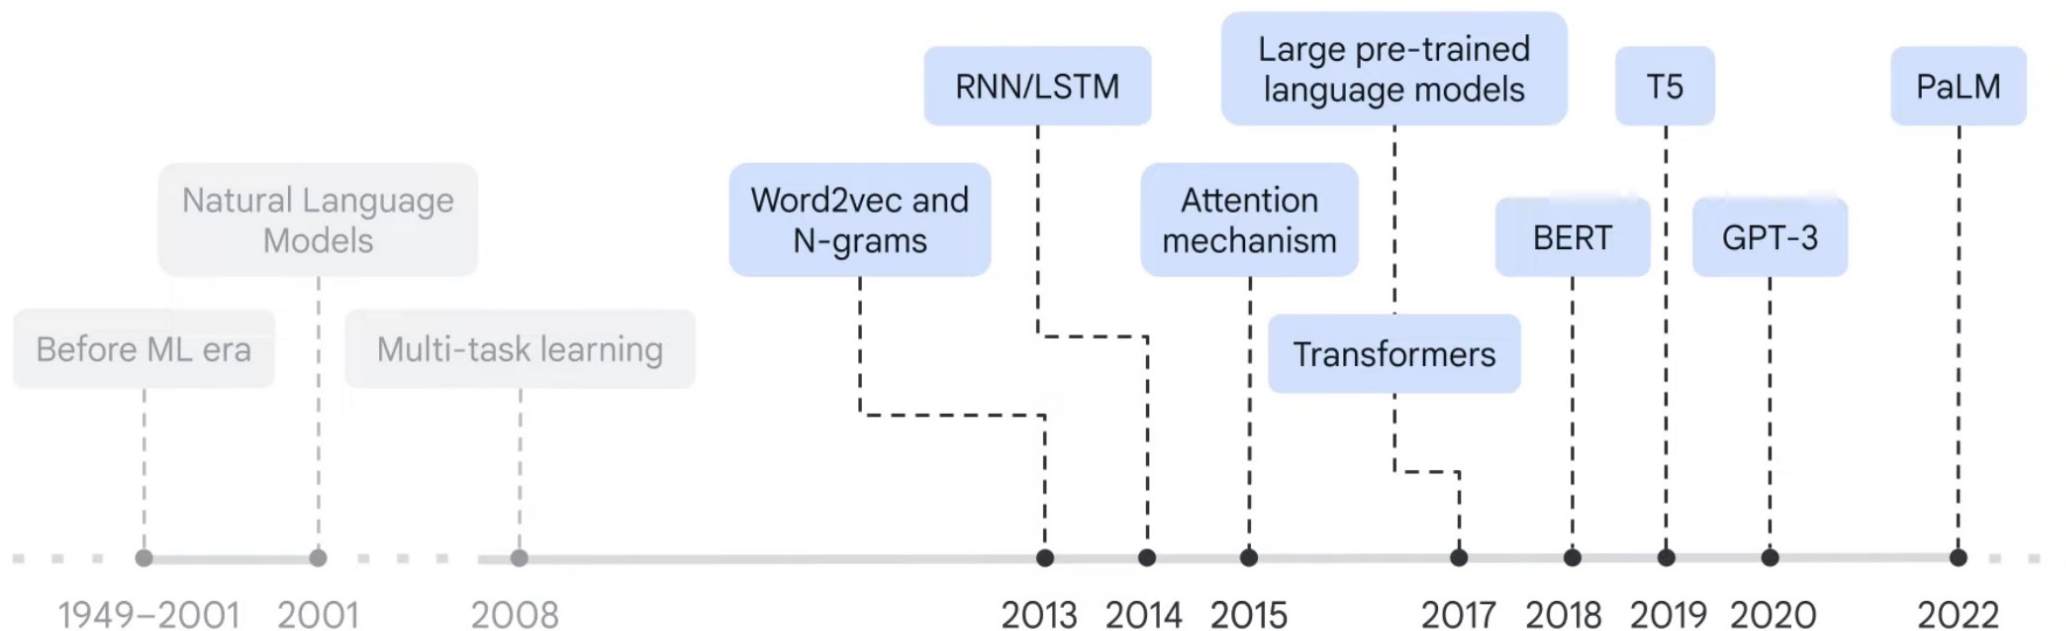 Large pre-trained
language models
RNN/LSTM
T5
PaLM
Natural Language
Models
Word2vec and
N-grams
Attention
mechanism
BERT
GPT-3
Before ML era
Multi-task learning
Transformers
1949–2001
2001
2008
2013
2014
2015
2017
2018
2019
2020
2022